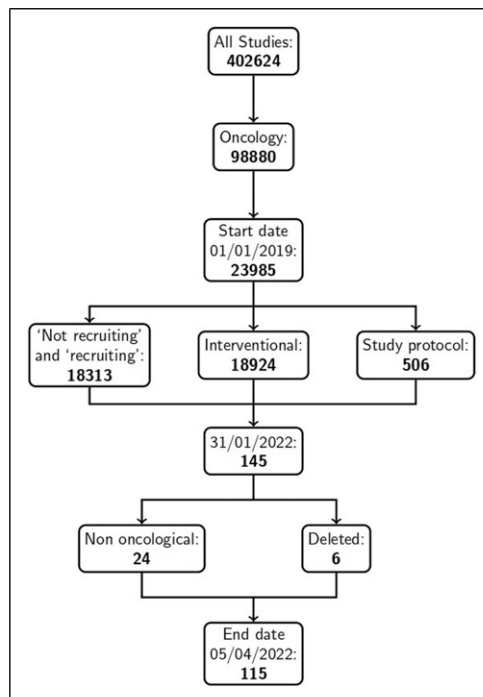 All Studies:
402624
Oncology:
98880
Start date
01/01/2019:
23985
‘Not recruiting’
and ‘recruiting’:
18313
Interventional:
18924
Study protocol:
506
31/01/2022:
145
Non oncological:
24
Deleted:
6
End date
05/04/2022:
115